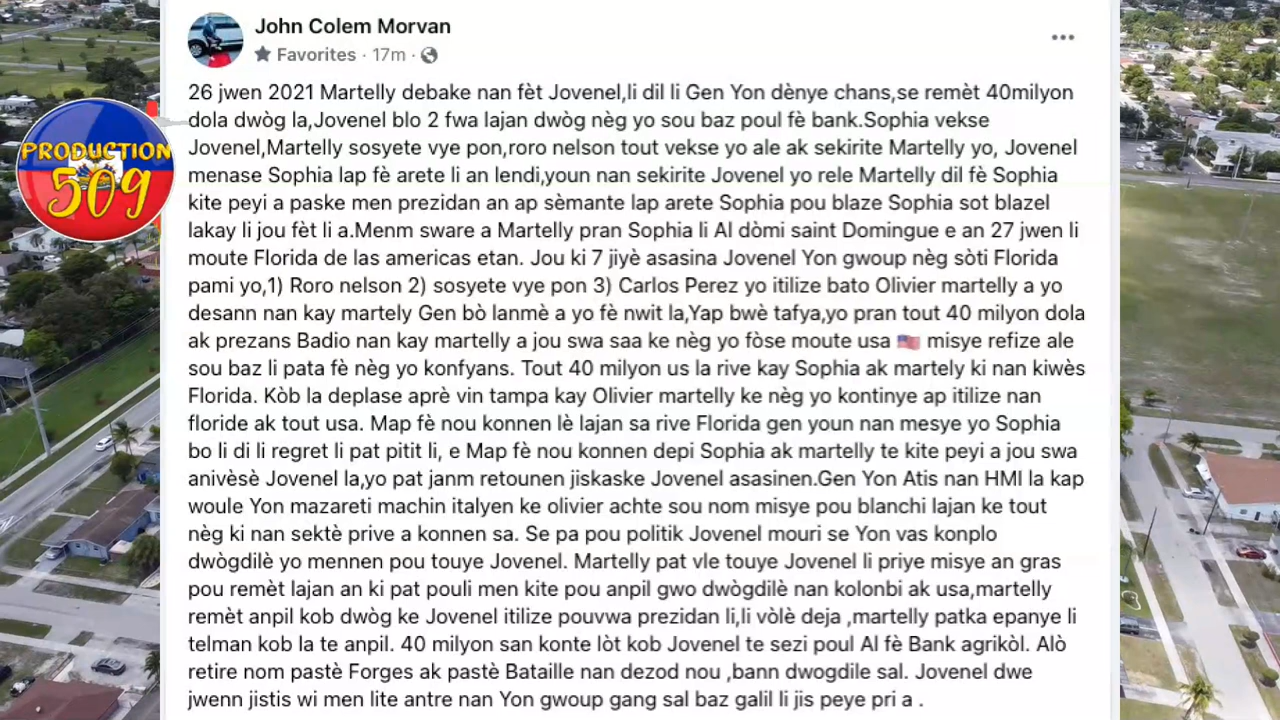 John Colem Morvan
Favorites · 17m ·
PRODUCTION
509
26 jwen 2021 Martelly debake nan fèt Jovenel,li dil li Gen Yon dènye chans,se remèt 40milyon
dola dwòg la,Jovenel blo 2 fwa lajan dwòg nèg yo sou baz poul fè bank.Sophia vekse
Jovenel,Martelly sosyete vye pon,roro nelson tout vekse yo ale ak sekirite Martelly yo, Jovenel
menase Sophia lap fè arete li an lendi,youn nan sekirite Jovenel yo rele Martelly dil fè Sophia
kite peyi a paske men prezidan an ap sèmante lap arete Sophia pou blaze Sophia sot blazel
lakay li jou fèt li a.Menm sware a Martelly pran Sophia li Al dòmi saint Domingue e an 27 jwen li
moute Florida de las americas etan. Jou ki 7 jiyè asasina Jovenel Yon gwoup nèg sòti Florida
pami yo,1) Roro nelson 2) sosyete vye pon 3) Carlos Perez yo itilize bato Olivier martelly a yo
desann nan kay martely Gen bò lanmè a yo fè nwit la,Yap bwè tafya,yo pran tout 40 milyon dola
ak prezans Badio nan kay martelly a jou swa saa ke nèg yo fòse moute usa 🇺🇸 misye refize ale
sou baz li pata fè nèg yo konfyans. Tout 40 milyon us la rive kay Sophia ak martely ki nan kiwès
Florida. Kòb la deplase aprè vin tampa kay Olivier martelly ke nèg yo kontinye ap itilize nan
floride ak tout usa. Map fè nou konnen lè lajan sa rive Florida gen youn nan mesye yo Sophia
bo li di li regret li pat pitit li, e Map fè nou konnen depi Sophia ak martelly te kite peyi a jou swa
anivèsè Jovenel la,yo pat janm retounen jiskaske Jovenel asasinen.Gen Yon Atis nan HMI la kap
woule Yon mazareti machin italyen ke olivier achte sou nom misye pou blanchi lajan ke tout
nèg ki nan sektè prive a konnen sa. Se pa pou politik Jovenel mouri se Yon vas konplo
dwògdilè yo mennen pou touye Jovenel. Martelly pat vle touye Jovenel li priye misye an gras
pou remèt lajan an ki pat pouli men kite pou anpil gwo dwògdilè nan kolonbi ak usa,martelly
remèt anpil kob dwòg ke Jovenel itilize pouvwa prezidan li,li vòlè deja ,martelly patka epanye li
telman kob la te anpil. 40 milyon san konte lòt kob Jovenel te sezi poul Al fè Bank agrikòl. Alò
retire nom pastè Forges ak pastè Bataille nan dezod nou ,bann dwogdile sal. Jovenel dwe
jwenn jistis wi men lite antre nan Yon gwoup gang sal baz galil li jis peye pri a .